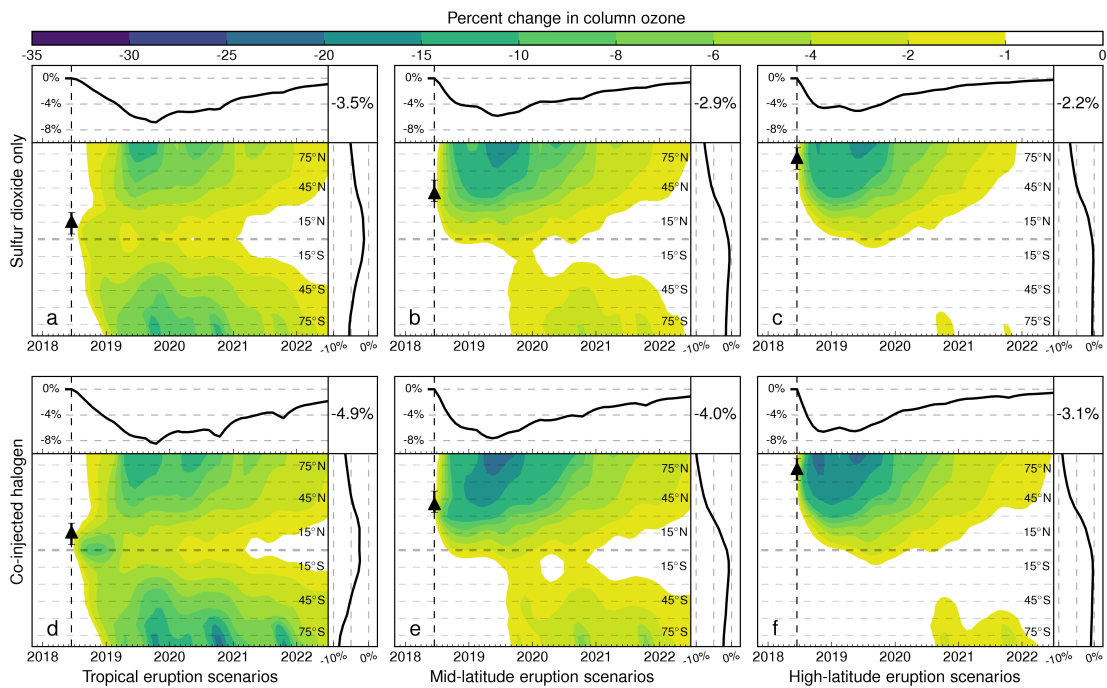 Percent change in column ozone
-35 -30 -25 -20 -15 -10 -8 -6 -4 -2 -1 0
Sulfur dioxide only
0% -4% -8% -3.5%
0% -4% -8% -2.9%
0% -4% -8% -2.2%
75°N 45°N 15°N 15°S 45°S 75°S
75°N 45°N 15°N 15°S 45°S 75°S
75°N 45°N 15°N 15°S 45°S 75°S
a b c
2018 2019 2020 2021 2022 -10% 0%
2018 2019 2020 2021 2022 -10% 0%
2018 2019 2020 2021 2022 -10% 0%
Co-injected halogen
0% -4% -8% -4.9%
0% -4% -8% -4.0%
0% -4% -8% -3.1%
75°N 45°N 15°N 15°S 45°S 75°S
75°N 45°N 15°N 15°S 45°S 75°S
75°N 45°N 15°N 15°S 45°S 75°S
d e f
2018 2019 2020 2021 2022 -10% 0%
2018 2019 2020 2021 2022 -10% 0%
2018 2019 2020 2021 2022 -10% 0%
Tropical eruption scenarios
Mid-latitude eruption scenarios
High-latitude eruption scenarios